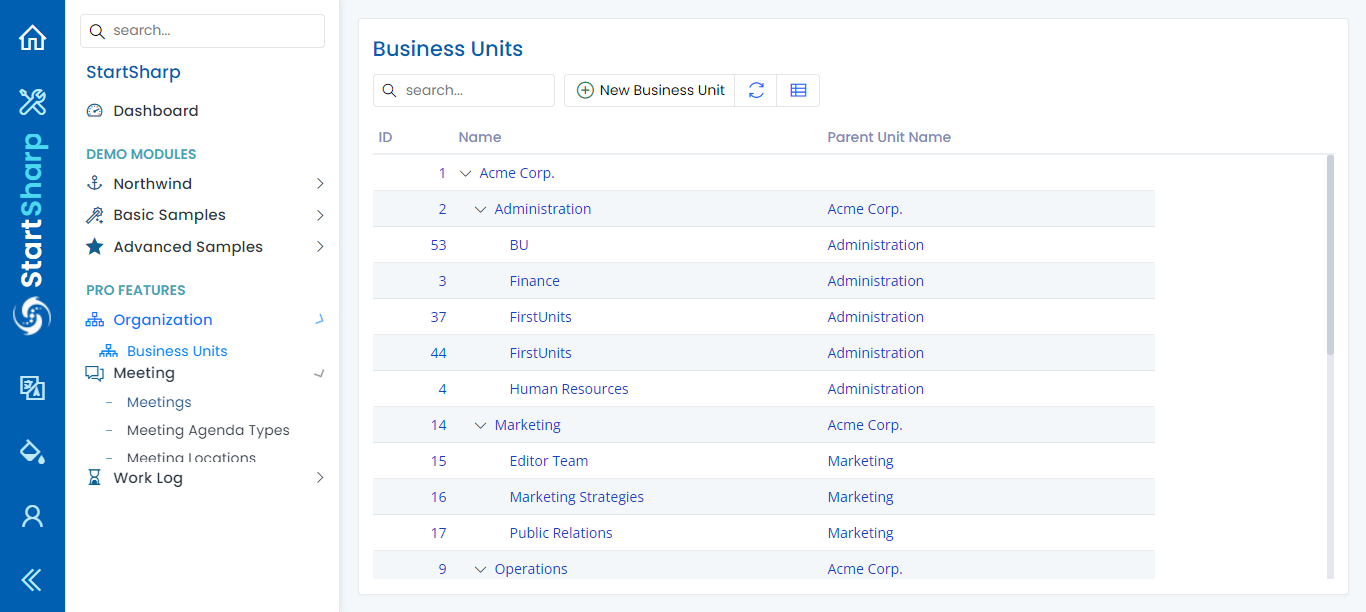 StartSharp
search...
StartSharp
Dashboard
DEMO MODULES
Northwind
Basic Samples
Advanced Samples
PRO FEATURES
Organization
Business Units
Meeting
Meetings
Meeting Agenda Types
Meeting Locations
Work Log
Business Units
search...
New Business Unit
ID Name Parent Unit Name
1 Acme Corp.
2 Administration Acme Corp.
53 BU Administration
3 Finance Administration
37 FirstUnits Administration
44 FirstUnits Administration
4 Human Resources Administration
14 Marketing Acme Corp.
15 Editor Team Marketing
16 Marketing Strategies Marketing
17 Public Relations Marketing
9 Operations Acme Corp.